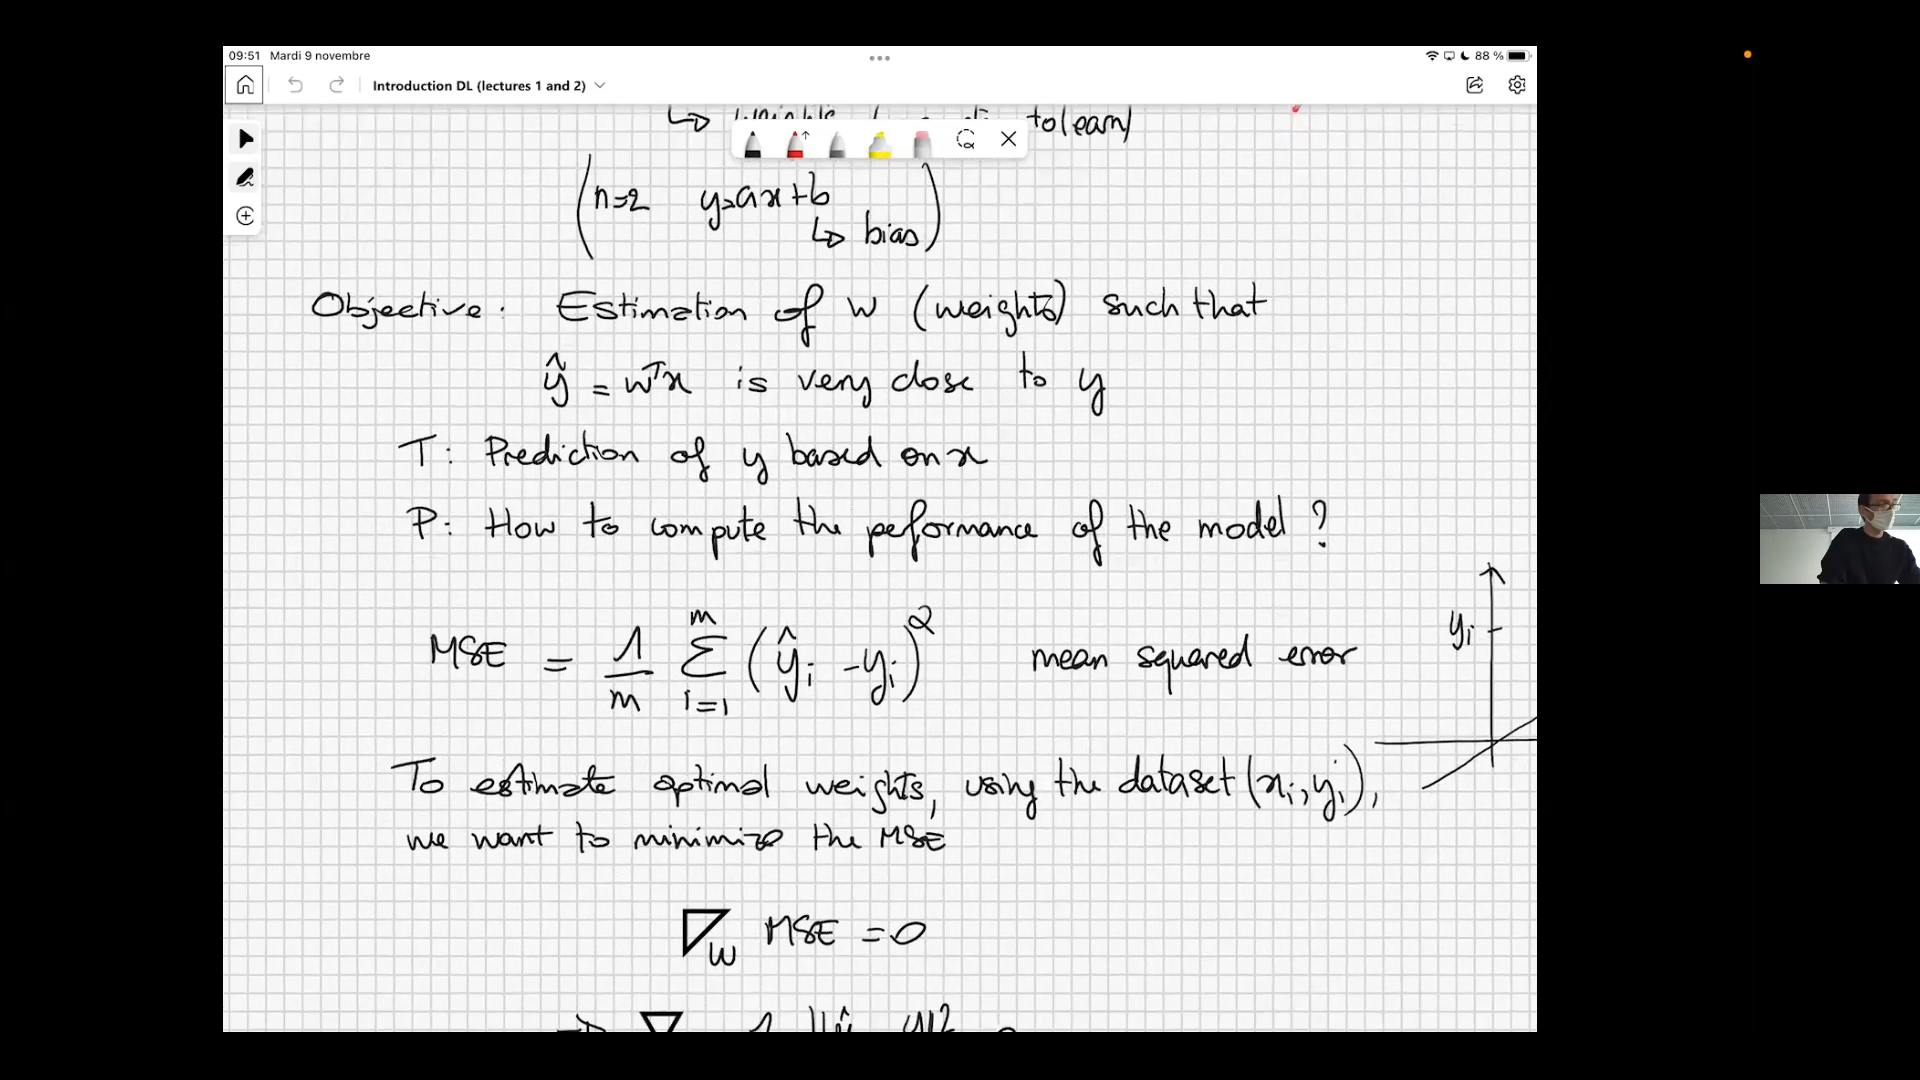 09:51 Mardi 9 novembre
88 %
Introduction DL (lectures 1 and 2)
to learn)
(n=2 y=ax+b
↳ bias)
Objective: Estimation of w (weights) such that
ŷ = wᵀx is very close to y
T: Prediction of y based on x
P: How to compute the peformance of the model ?
MSE = 1/m Σ_{i=1}^{m} (ŷ_i - y_i)² mean squared error
y_i
To estimate optimal weights, using the dataset (x_i, y_i),
we want to minimize the MSE
∇_w MSE = 0